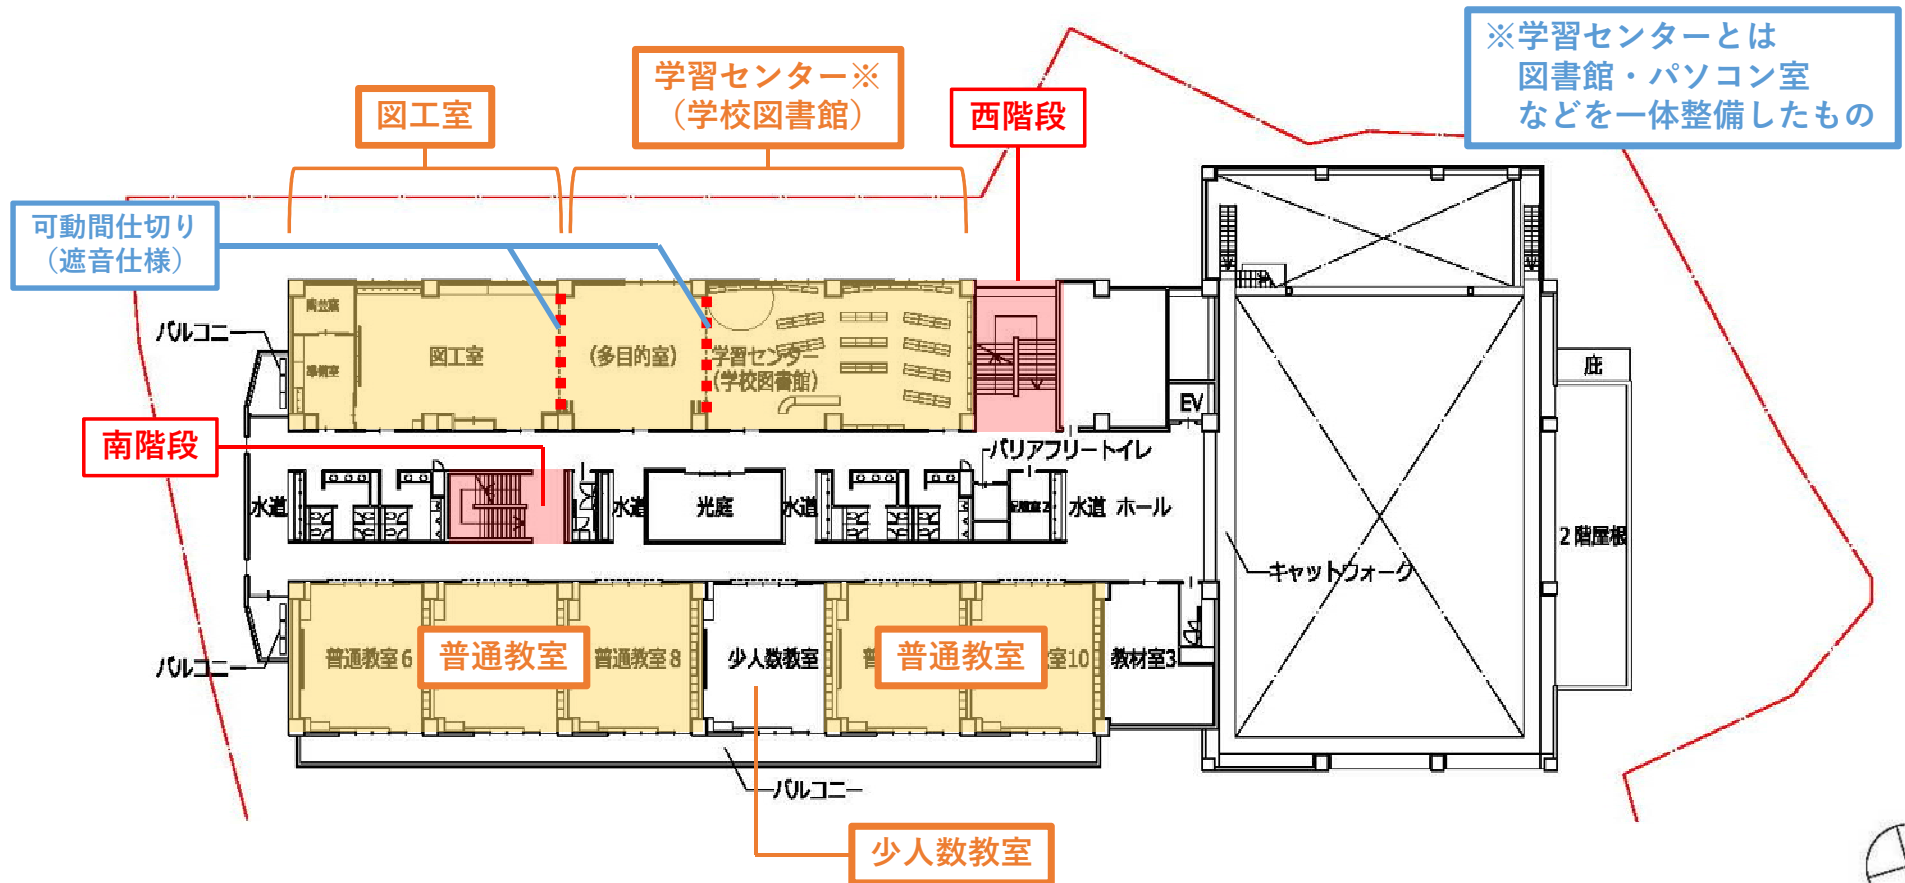 ※学習センターとは
図書館・パソコン室
などを一体整備したもの
学習センター※
（学校図書館）
図工室
西階段
可動間仕切り
（遮音仕様）
バルコニー
準備室
図工室
(多目的室)
学習センター
(学校図書館)
庇
EV
南階段
バリアフリートイレ
水道
水道
光庭
水道
水道
ホール
2階屋根
キャットウォーク
普通教室6
普通教室
普通教室8
少人数教室
普通教室
室10
教材室3
バルコニー
バルコニー
少人数教室